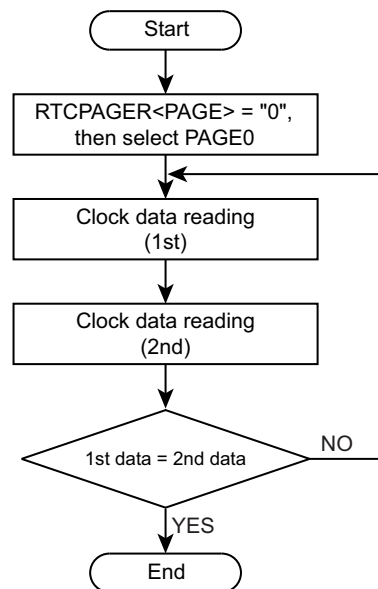 Start
RTCPAGER<PAGE> = "0",
then select PAGE0
Clock data reading
(1st)
Clock data reading
(2nd)
1st data = 2nd data
NO
YES
End